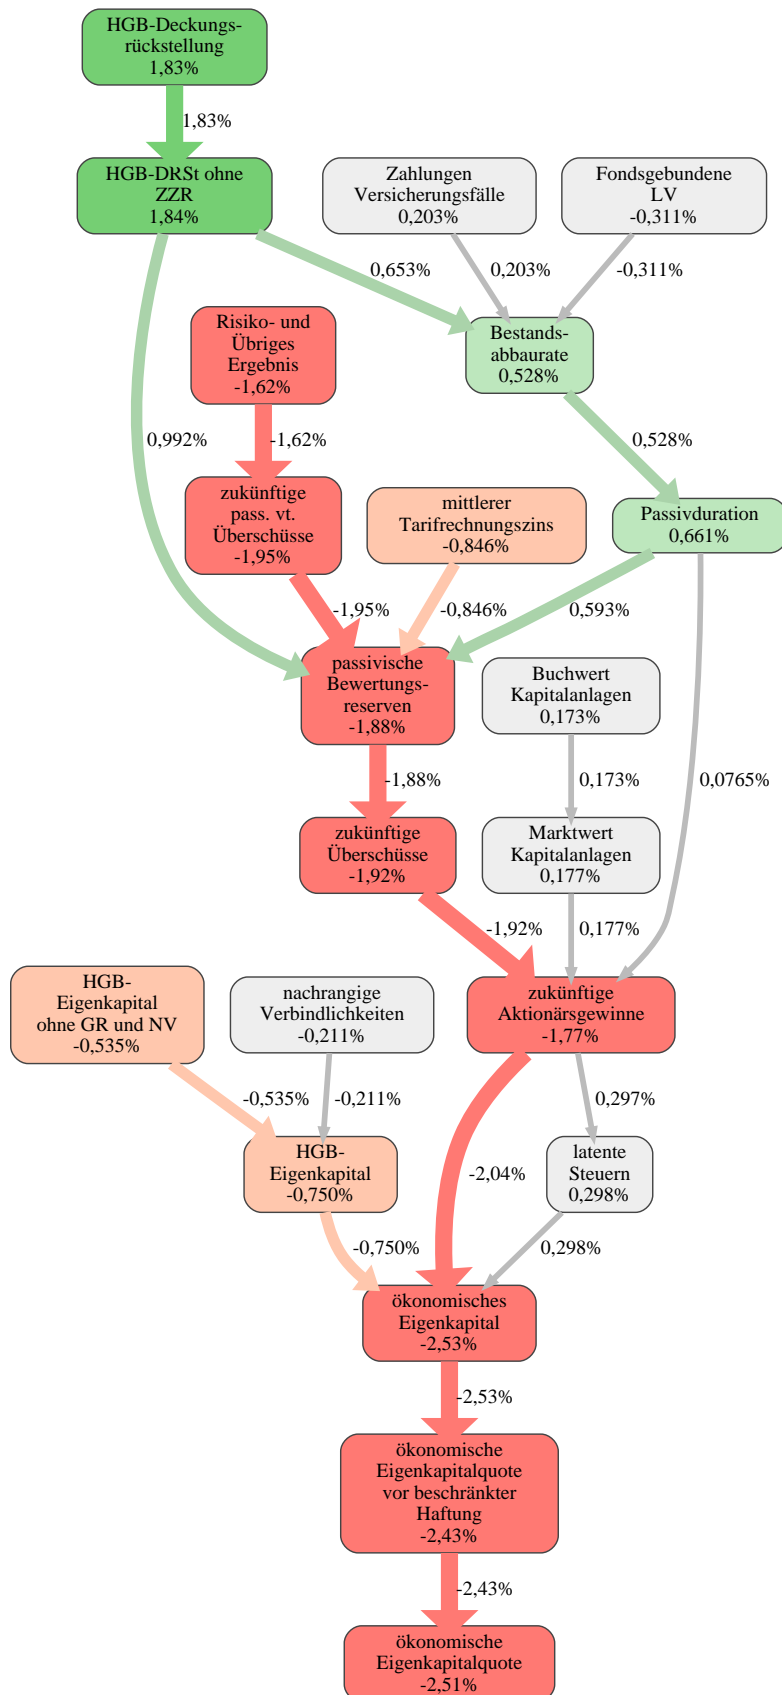 HGB-Deckungs-
rückstellung
1,83%
1,83%
HGB-DRSt ohne
ZZR
1,84%
Zahlungen
Versicherungsfälle
0,203%
Fondsgebundene
LV
-0,311%
0,653%
0,203%
-0,311%
Risiko- und
Übriges
Ergebnis
-1,62%
Bestands-
abbaurate
0,528%
0,992%
-1,62%
0,528%
zukünftige
pass. vt.
Überschüsse
-1,95%
mittlerer
Tarifrechnungszins
-0,846%
Passivduration
0,661%
-1,95%
-0,846%
0,593%
passivische
Bewertungs-
reserven
-1,88%
Buchwert
Kapitalanlagen
0,173%
-1,88%
0,173%
0,0765%
zukünftige
Überschüsse
-1,92%
Marktwert
Kapitalanlagen
0,177%
-1,92%
0,177%
HGB-
Eigenkapital
ohne GR und NV
-0,535%
nachrangige
Verbindlichkeiten
-0,211%
zukünftige
Aktionärsgewinne
-1,77%
-0,535%
-0,211%
0,297%
HGB-
Eigenkapital
-0,750%
-2,04%
latente
Steuern
0,298%
-0,750%
0,298%
ökonomisches
Eigenkapital
-2,53%
-2,53%
ökonomische
Eigenkapitalquote
vor beschränkter
Haftung
-2,43%
-2,43%
ökonomische
Eigenkapitalquote
-2,51%